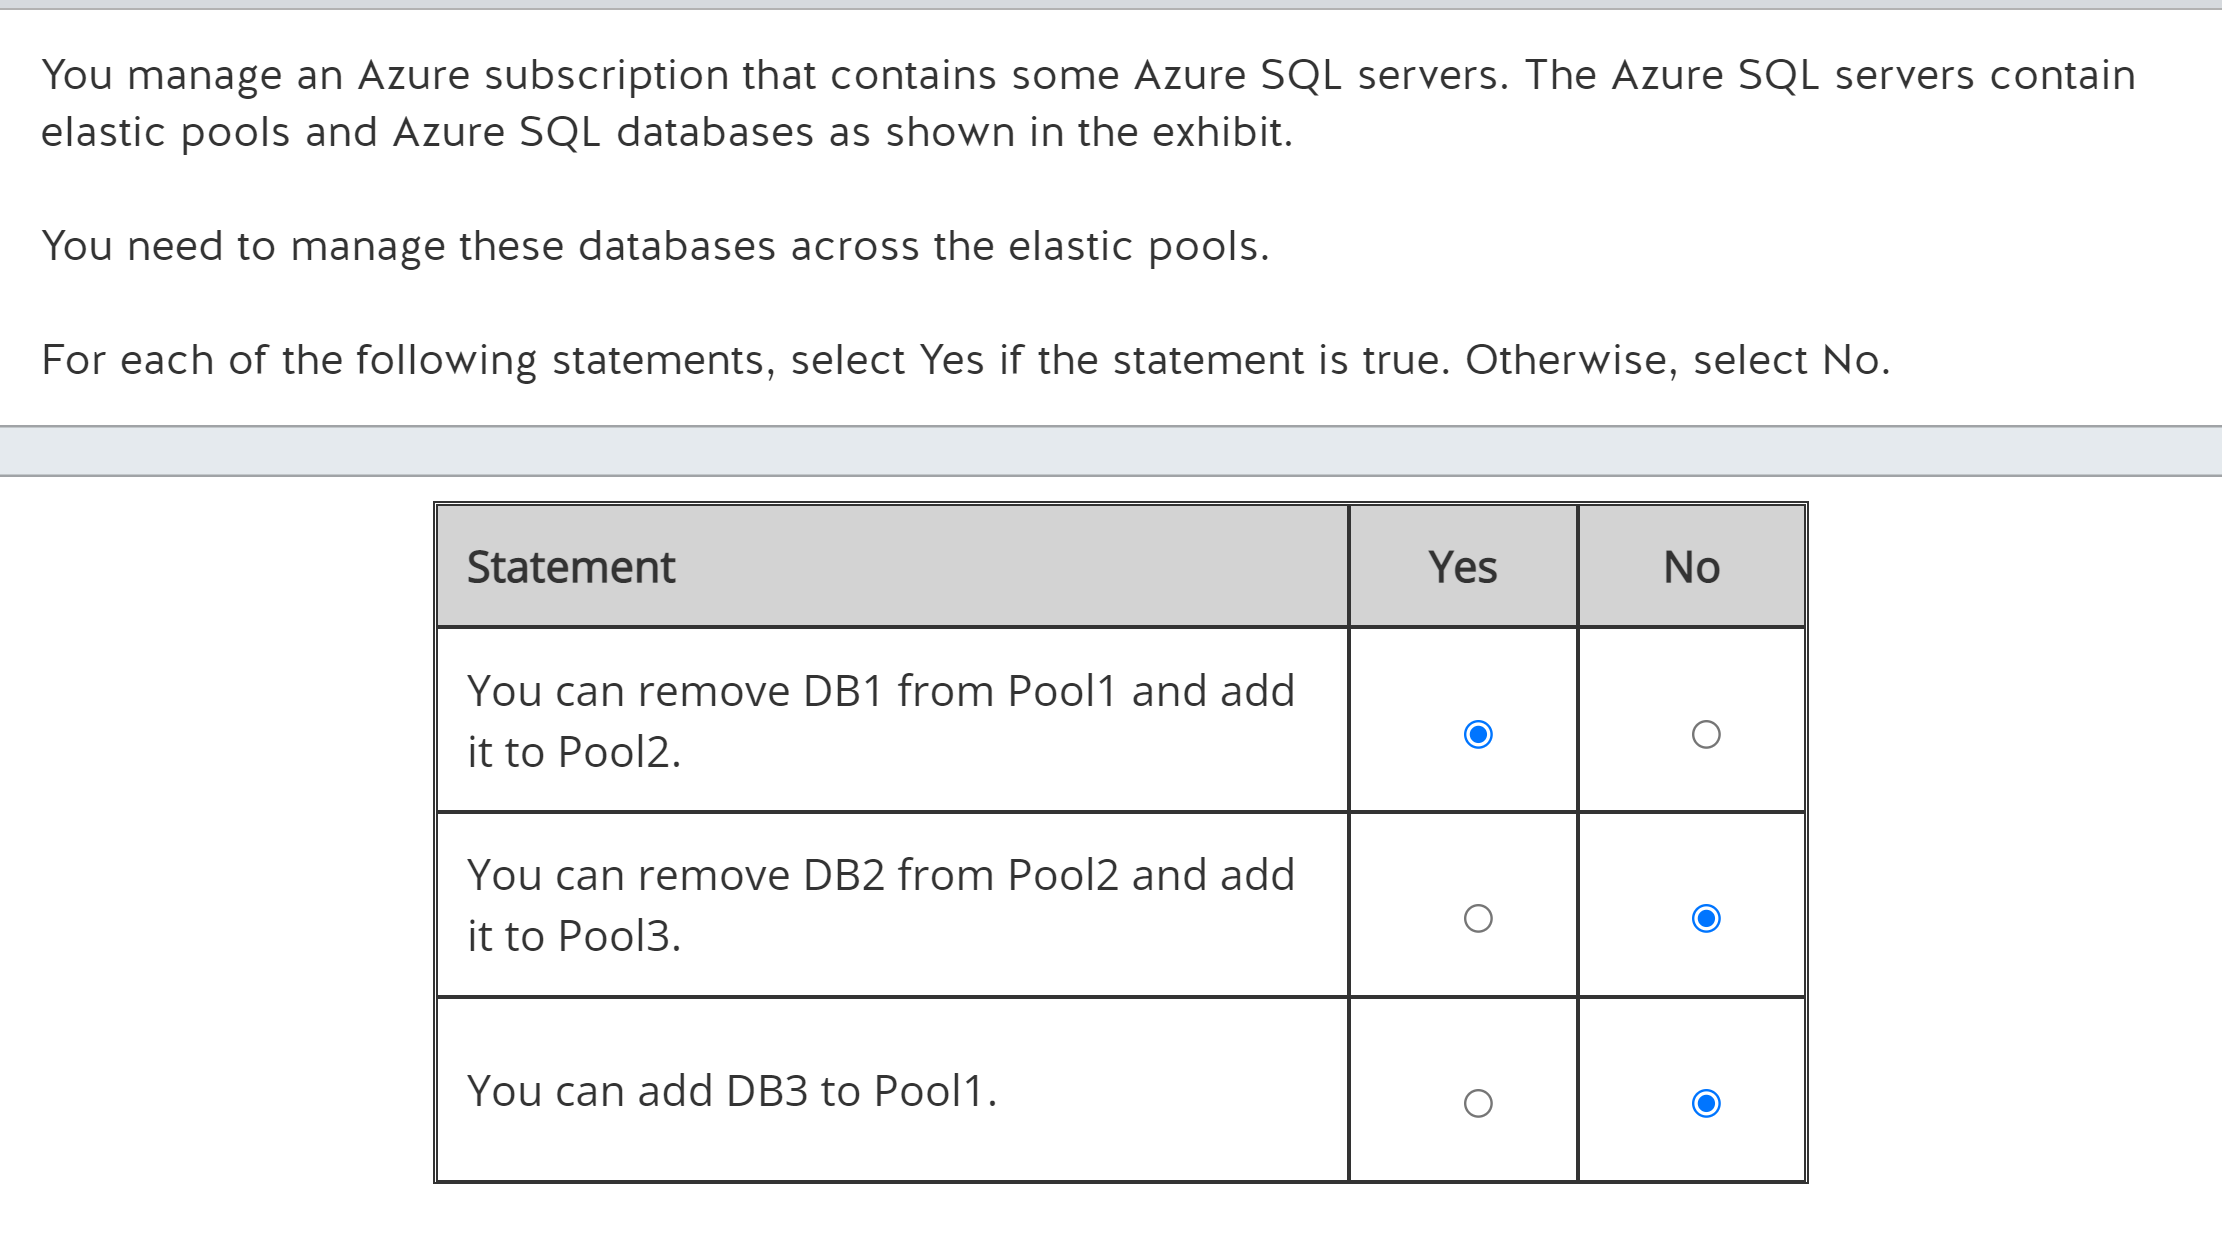 You manage an Azure subscription that contains some Azure SQL servers. The Azure SQL servers contain
elastic pools and Azure SQL databases as shown in the exhibit.
You need to manage these databases across the elastic pools.
For each of the following statements, select Yes if the statement is true. Otherwise, select No.
Statement Yes No
You can remove DB1 from Pool1 and add
it to Pool2.
You can remove DB2 from Pool2 and add
it to Pool3.
You can add DB3 to Pool1.